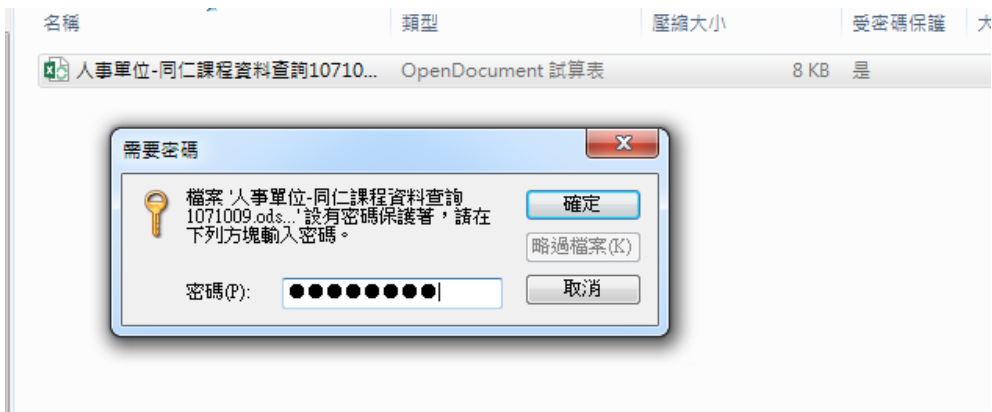 名稱 類型 壓縮大小 受密碼保護 大
人事單位-同仁課程資料查詢10710... OpenDocument 試算表 8 KB 是
需要密碼
檔案 '人事單位-同仁課程資料查詢
1071009.ods...' 設有密碼保護著，請在
下列方塊輸入密碼。
確定
略過檔案(K)
密碼(P): ●●●●●●●●●
取消